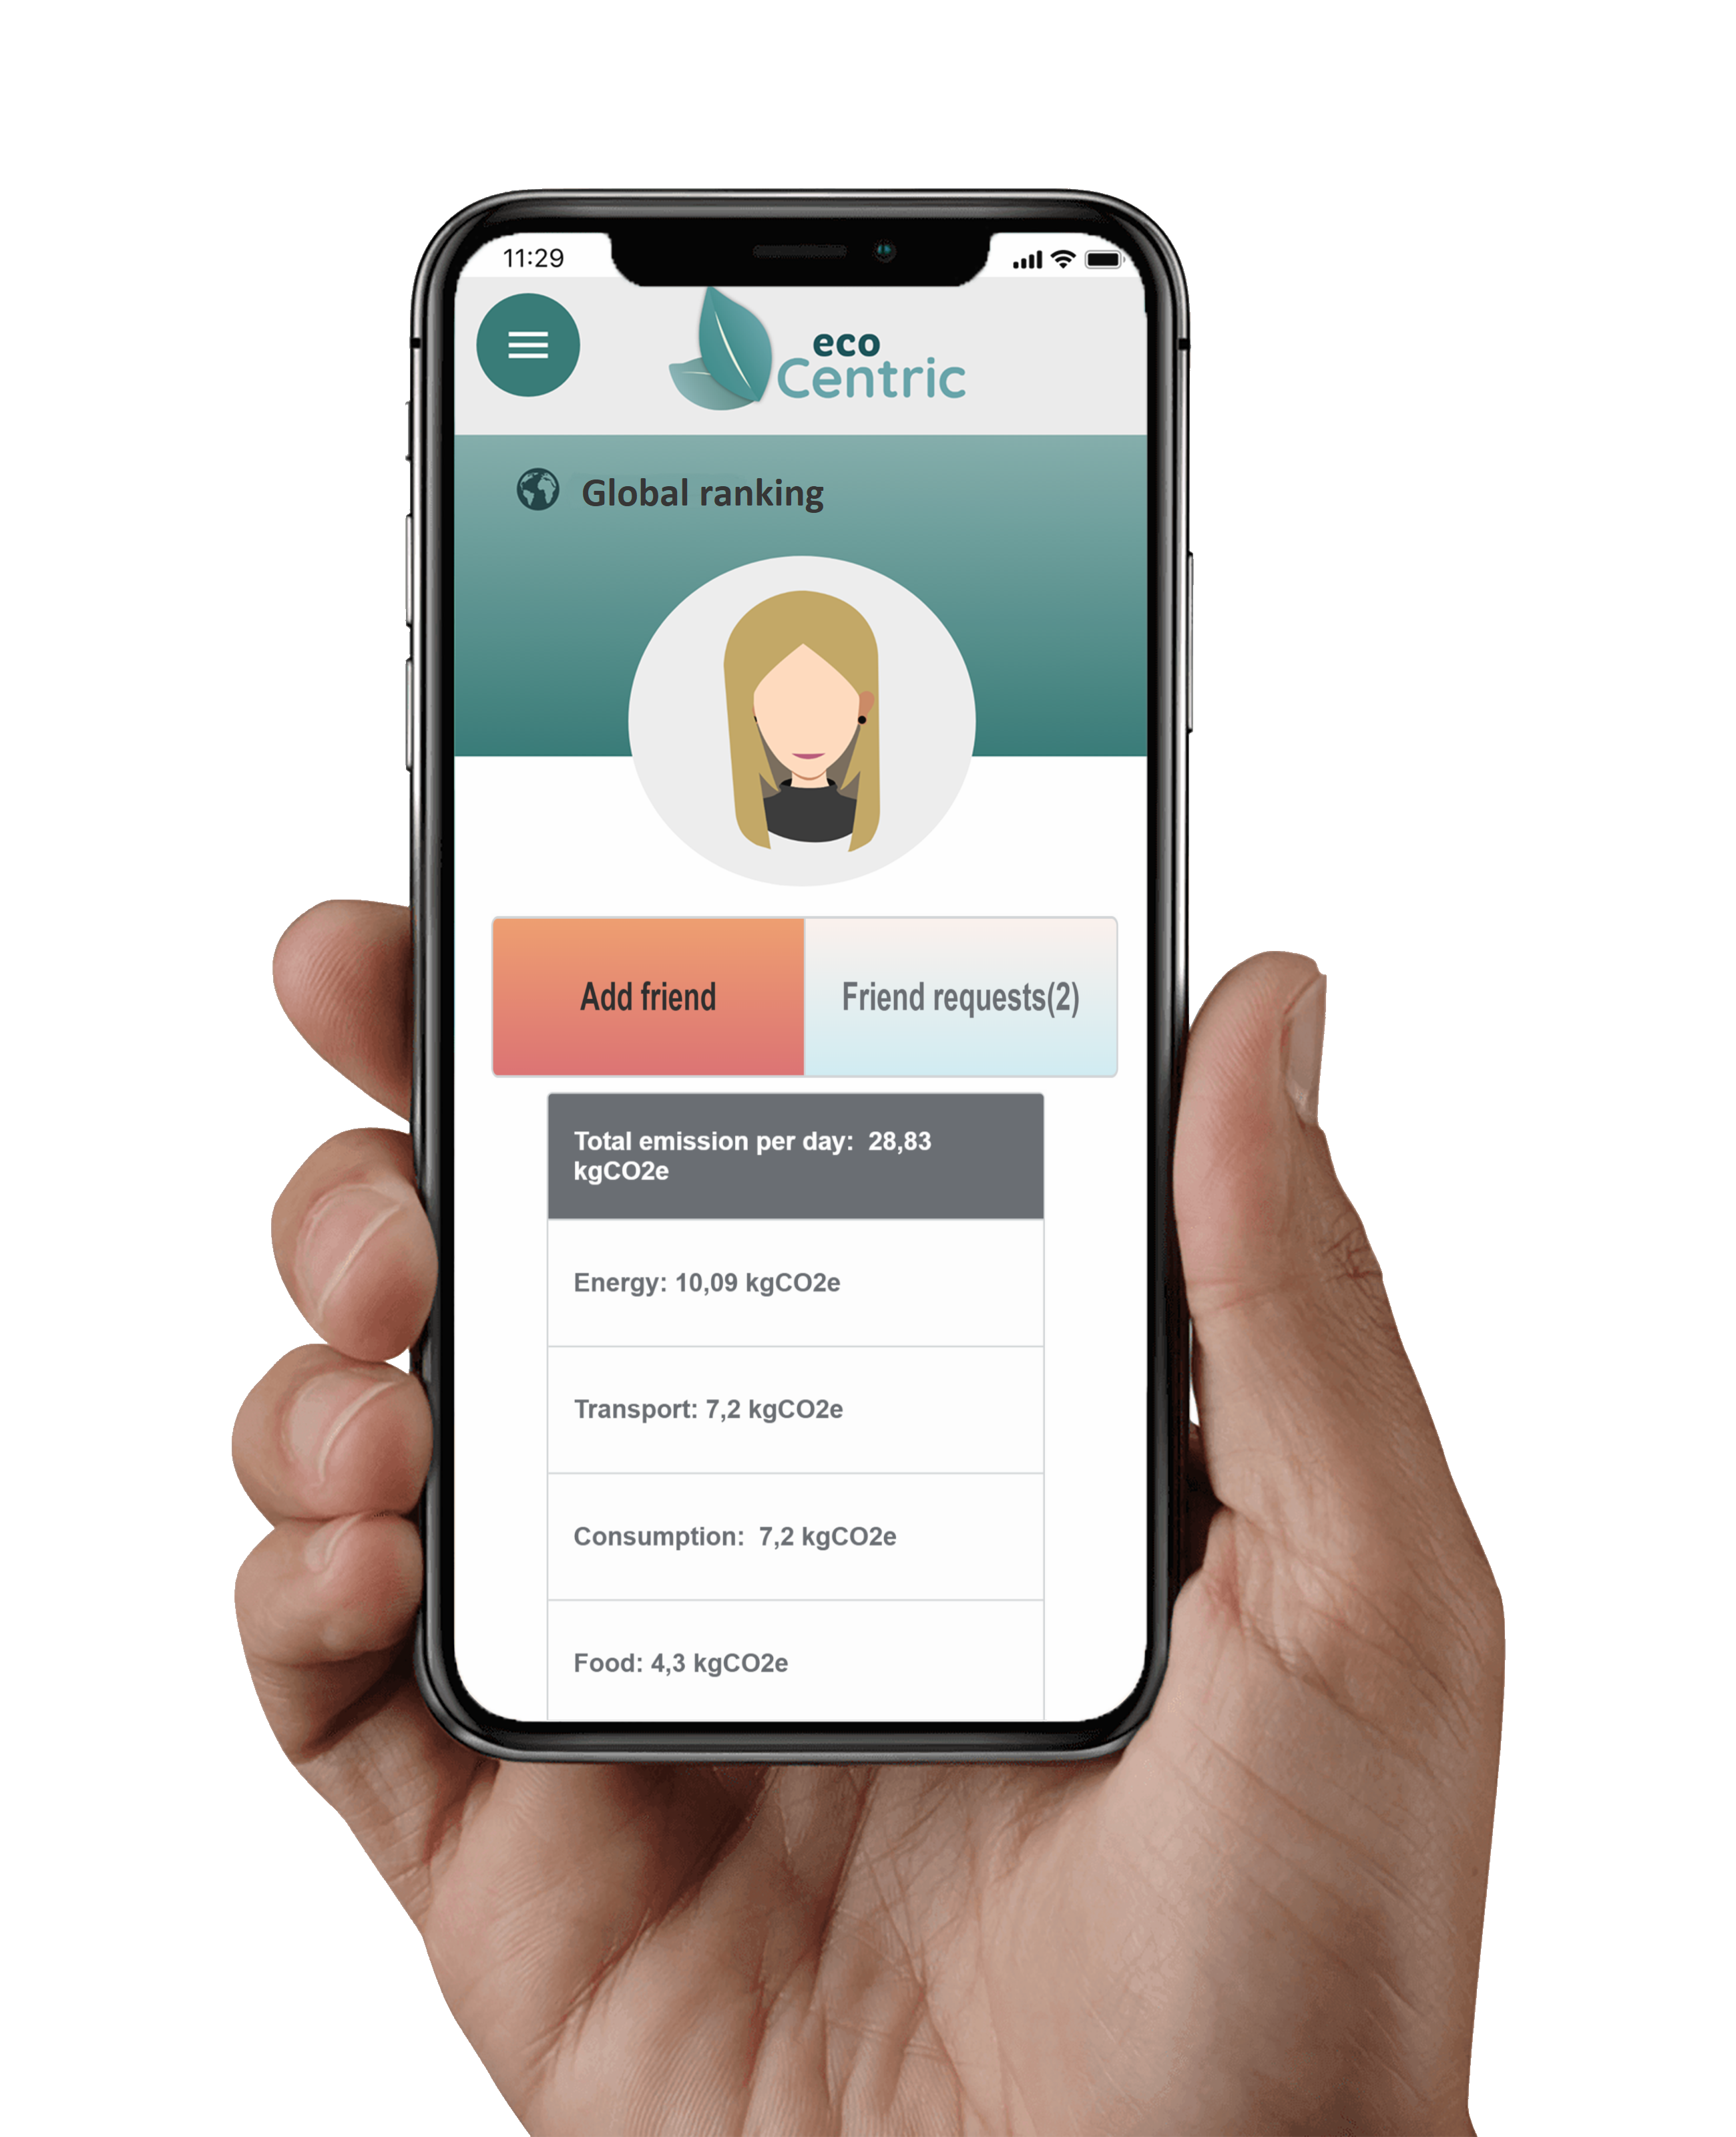 11:29
eco
Centric
Global ranking
Add friend
Friend requests(2)
Total emission per day:  28,83
kgCO2e
Energy: 10,09 kgCO2e
Transport: 7,2 kgCO2e
Consumption:  7,2 kgCO2e
Food: 4,3 kgCO2e